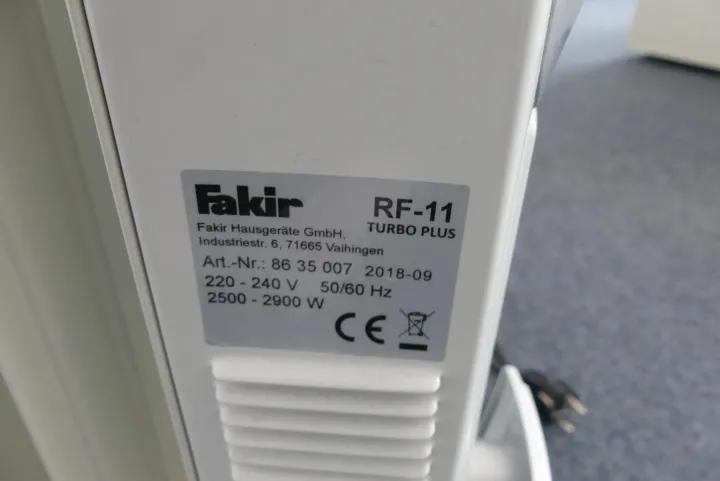 Fakir
RF-11
TURBO PLUS
Fakir Hausgeräte GmbH,
Industriestr. 6, 71665 Vaihingen
Art.-Nr.: 86 35 007 2018-09
220 - 240 V 50/60 Hz
2500 - 2900 W
CE